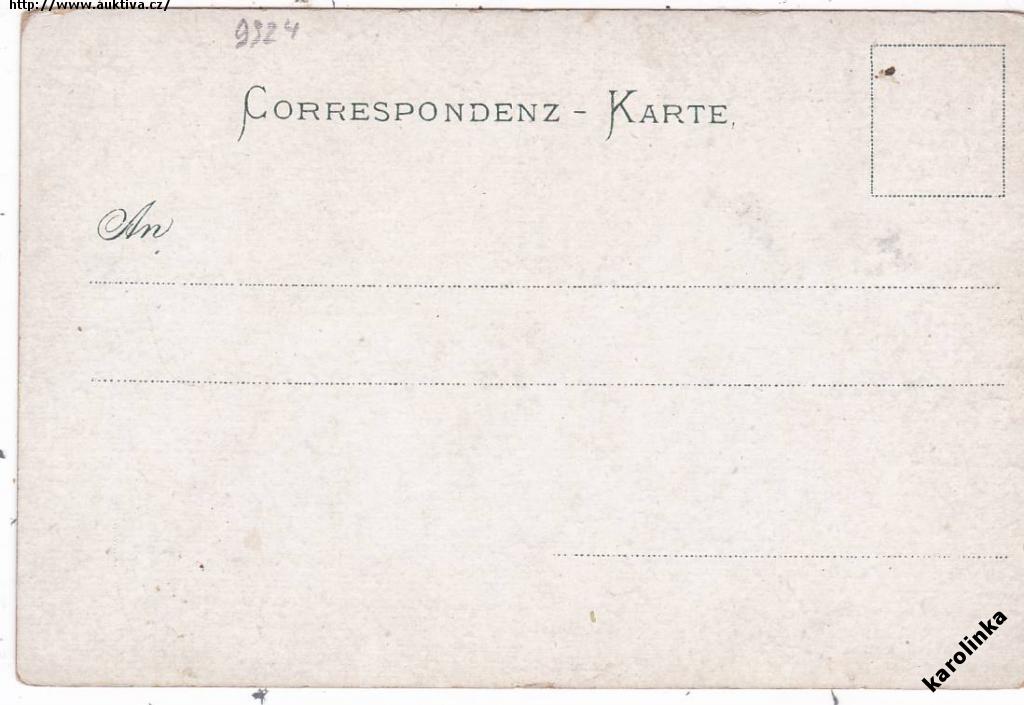 http://www.auktiva.cz/
9324
CORRESPONDENZ - KARTE.
An
karolinka